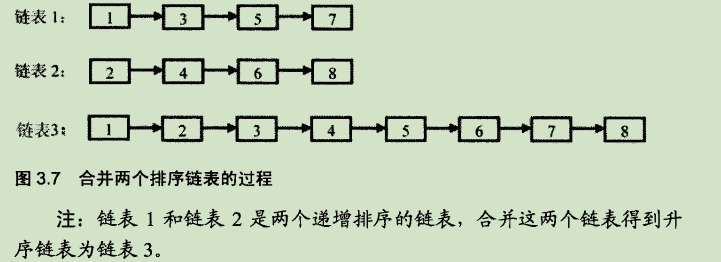 链表 1: 1 3 5 7
链表 2: 2 4 6 8
链表3: 1 2 3 4 5 6 7 8
图 3.7 合并两个排序链表的过程
注：链表 1 和链表 2 是两个递增排序的链表，合并这两个链表得到升
序链表为链表 3。